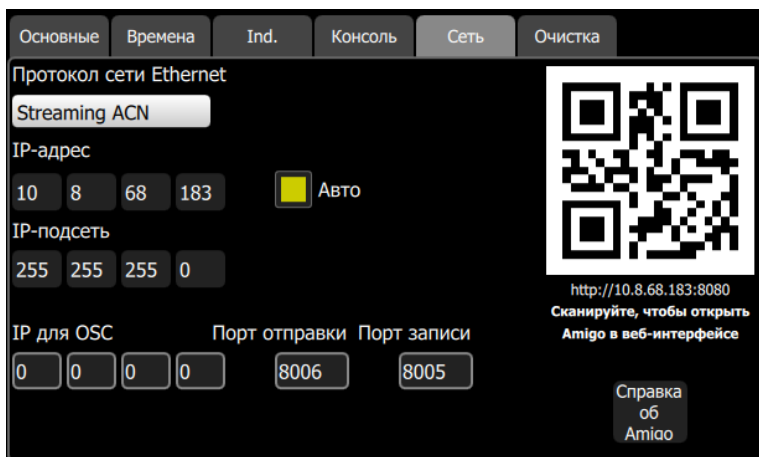 Основные Времена Ind. Консоль Сеть Очистка
Протокол сети Ethernet
Streaming ACN
IP-адрес
10 8 68 183 Авто
IP-подсеть
255 255 255 0
http://10.8.68.183:8080
Сканируйте, чтобы открыть
Amigo в веб-интерфейсе
IP для OSC Порт отправки Порт записи
0 0 0 0 8006 8005
Справка
об
Amigo